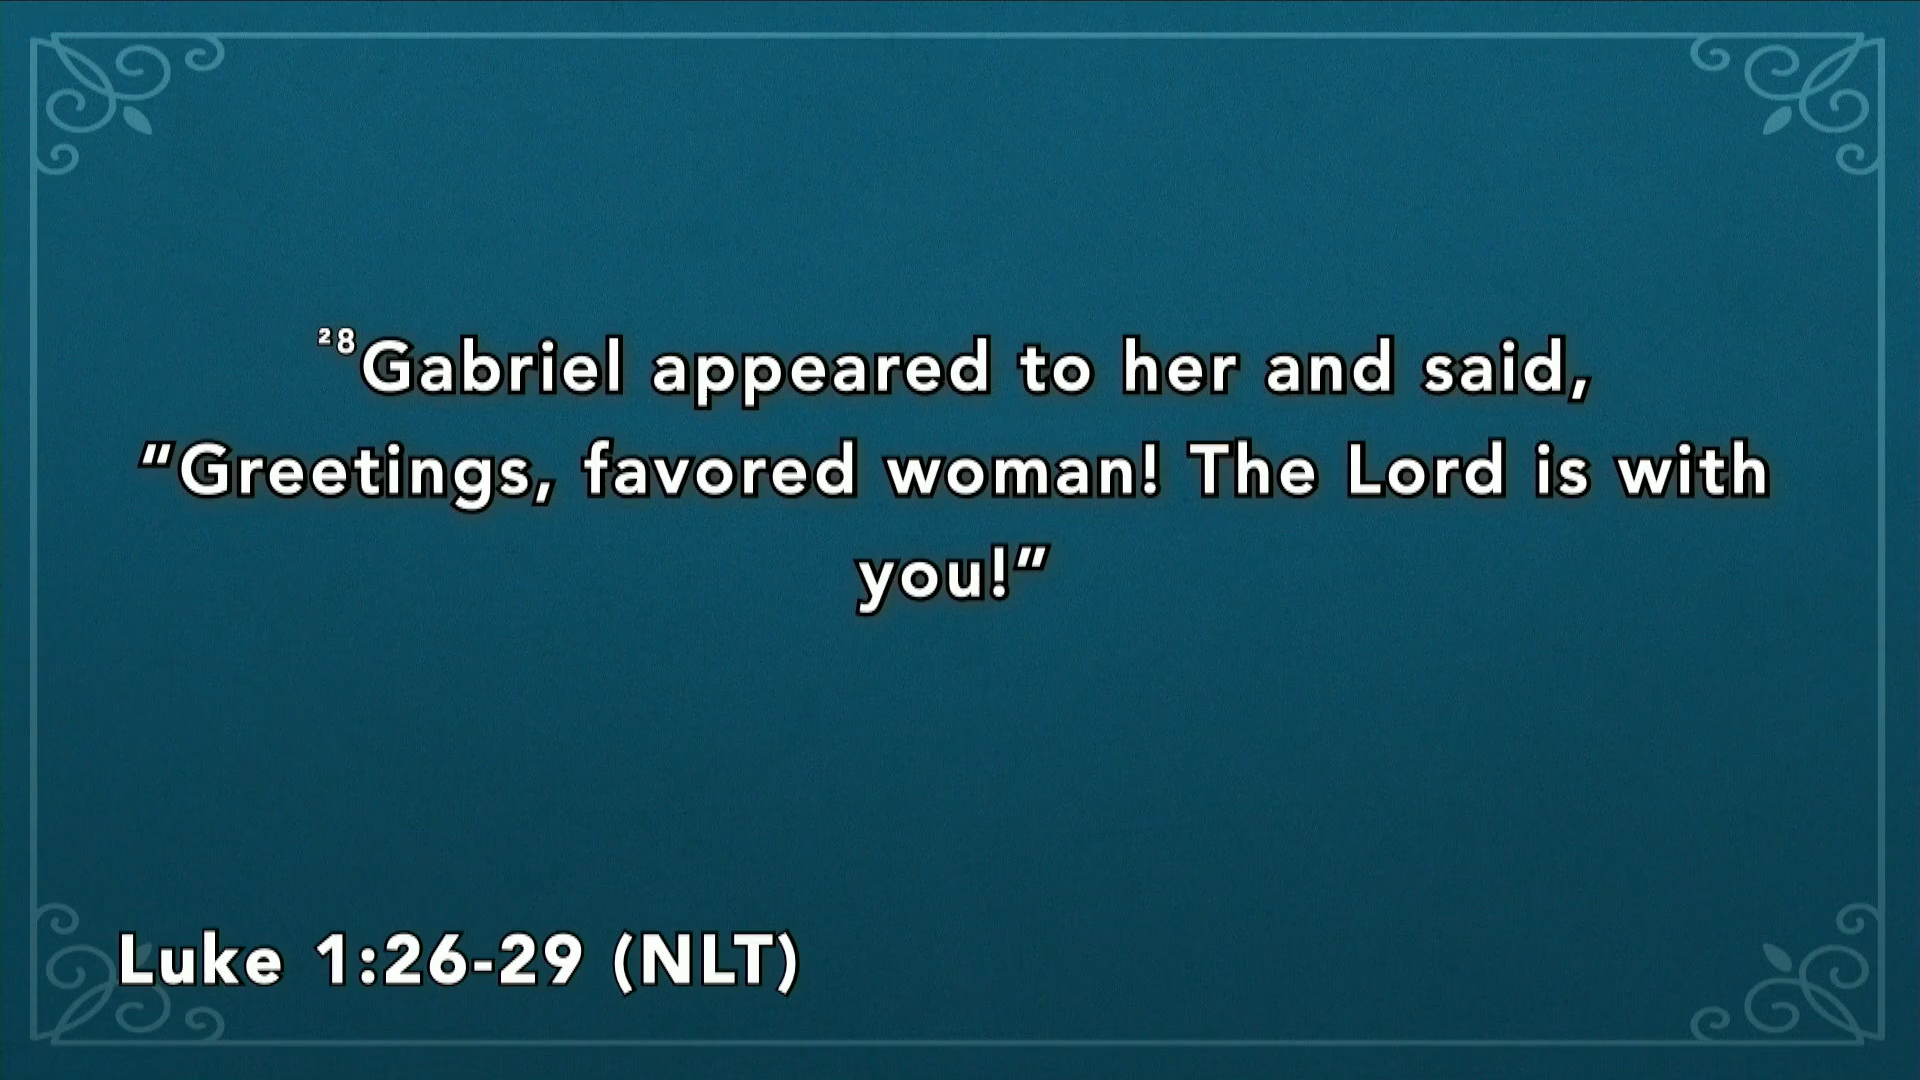 ²⁸Gabriel appeared to her and said,
“Greetings, favored woman! The Lord is with
you!”
Luke 1:26-29 (NLT)